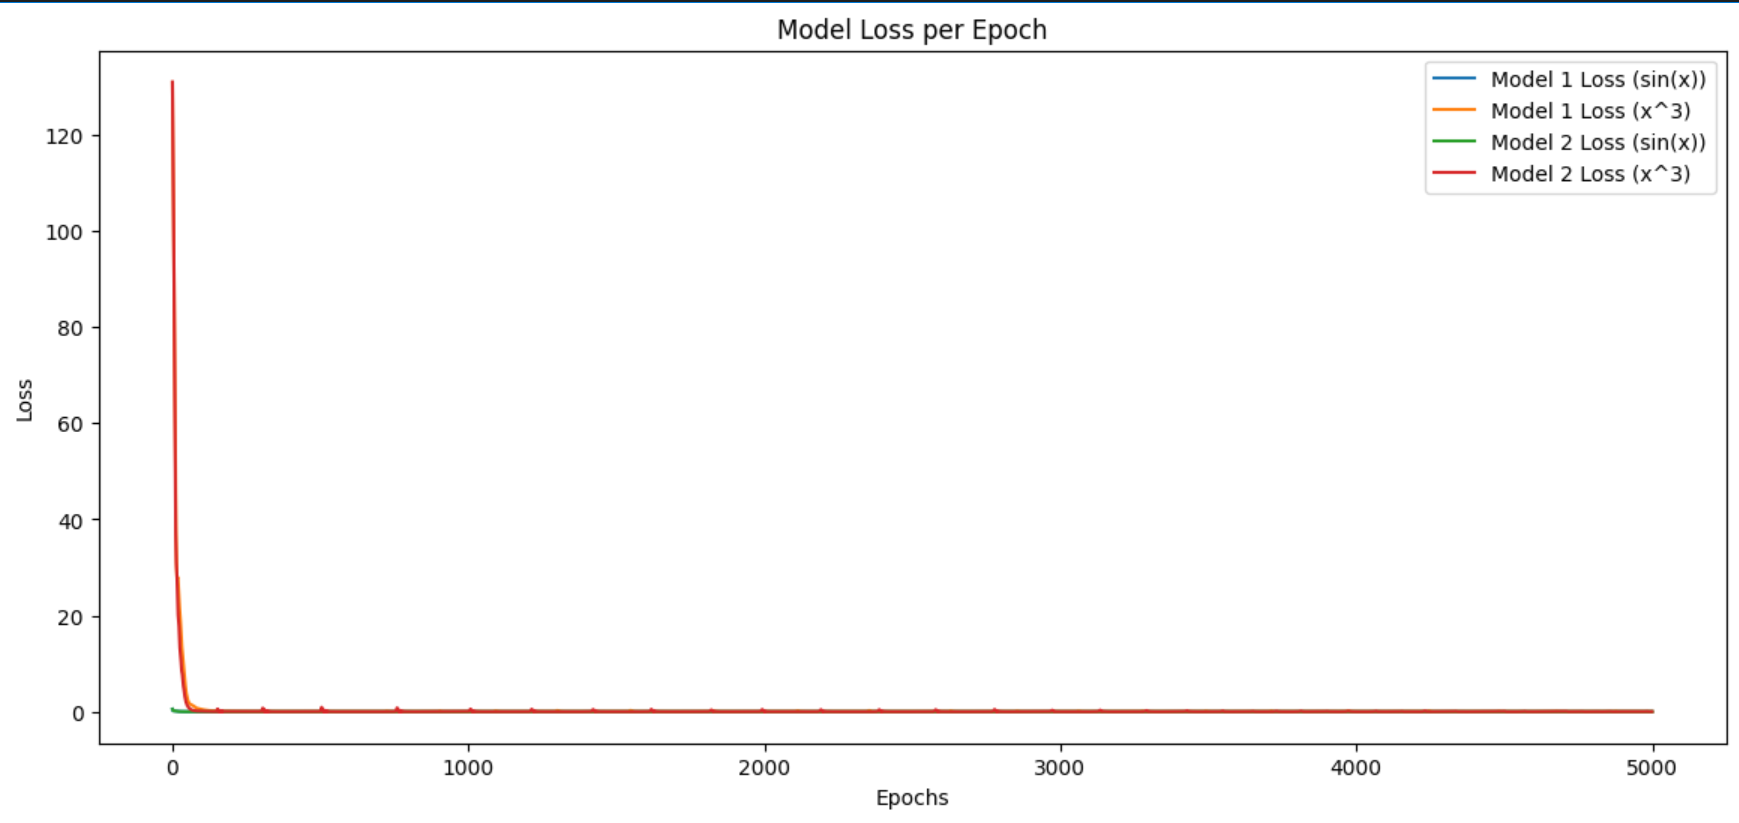 Model Loss per Epoch
Model 1 Loss (sin(x))
Model 1 Loss (x^3)
Model 2 Loss (sin(x))
Model 2 Loss (x^3)
120
100
80
60
40
20
0
Loss
0 1000 2000 3000 4000 5000
Epochs